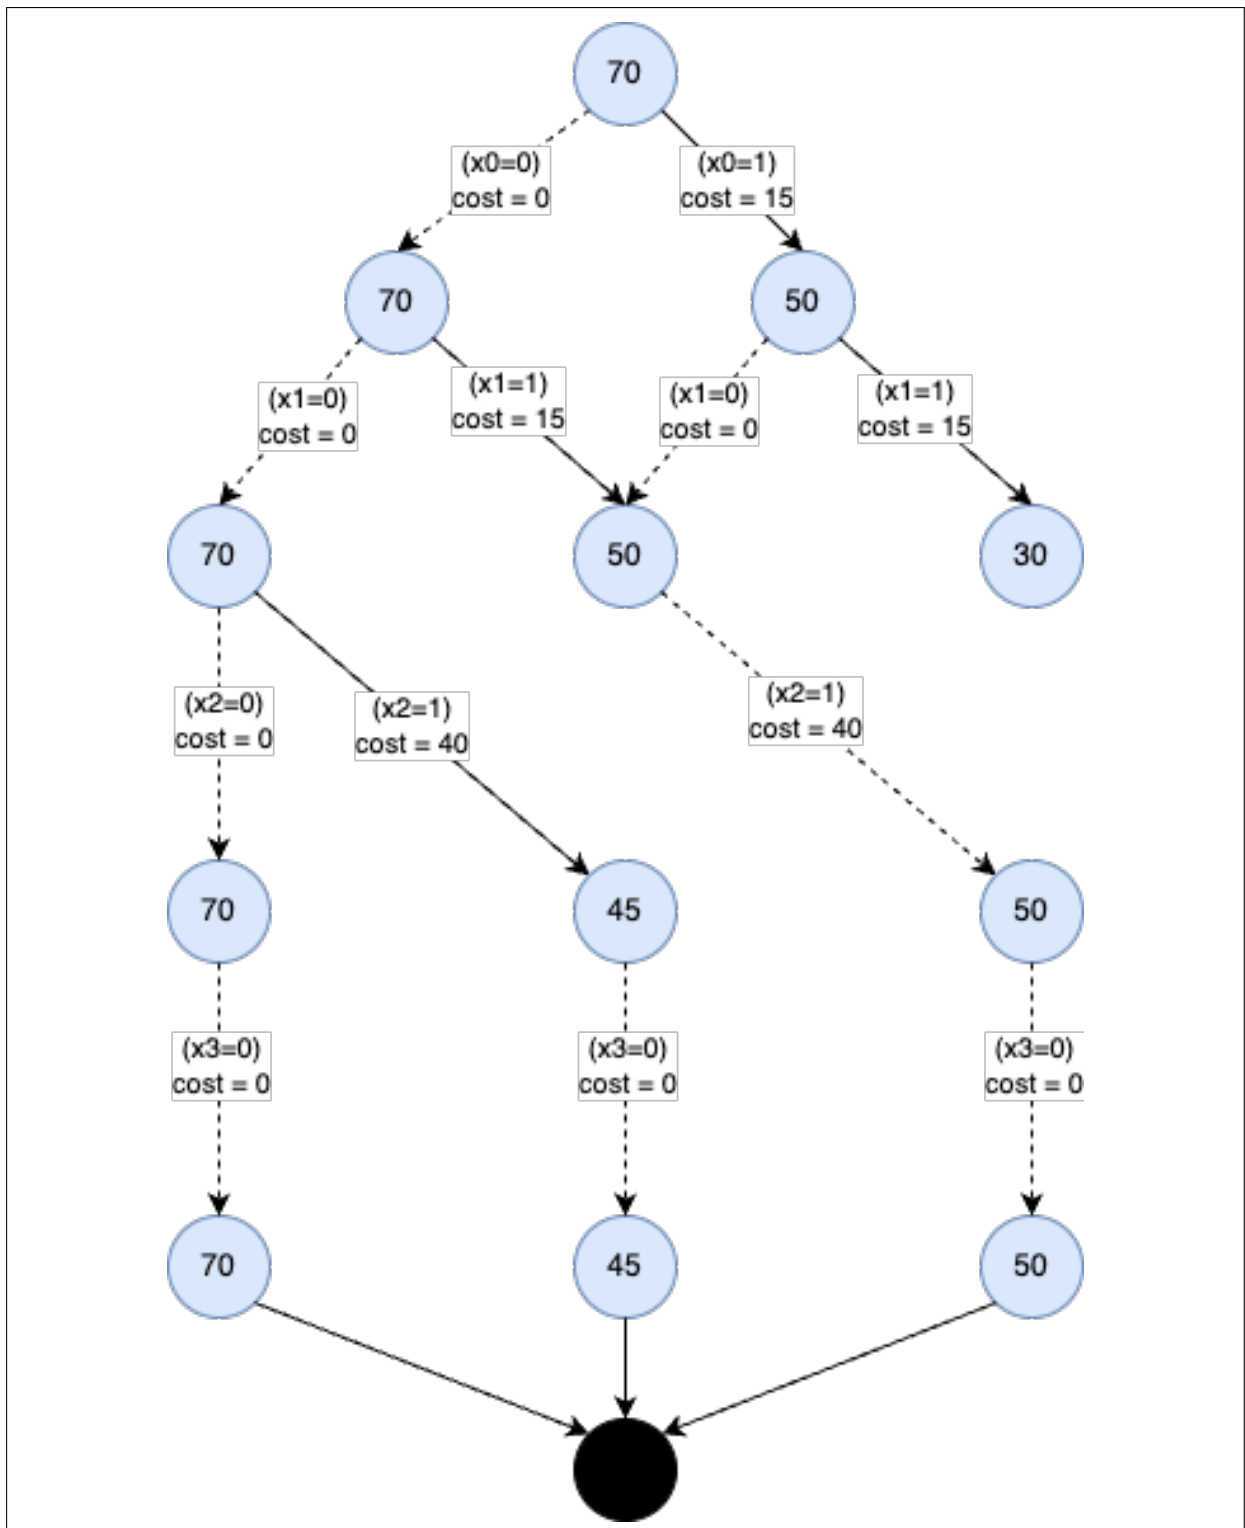 70
(x0=0)
cost = 0
(x0=1)
cost = 15
70
50
(x1=0)
cost = 0
(x1=1)
cost = 15
(x1=0)
cost = 0
(x1=1)
cost = 15
70
50
30
(x2=0)
cost = 0
(x2=1)
cost = 40
(x2=1)
cost = 40
70
45
50
(x3=0)
cost = 0
(x3=0)
cost = 0
(x3=0)
cost = 0
70
45
50